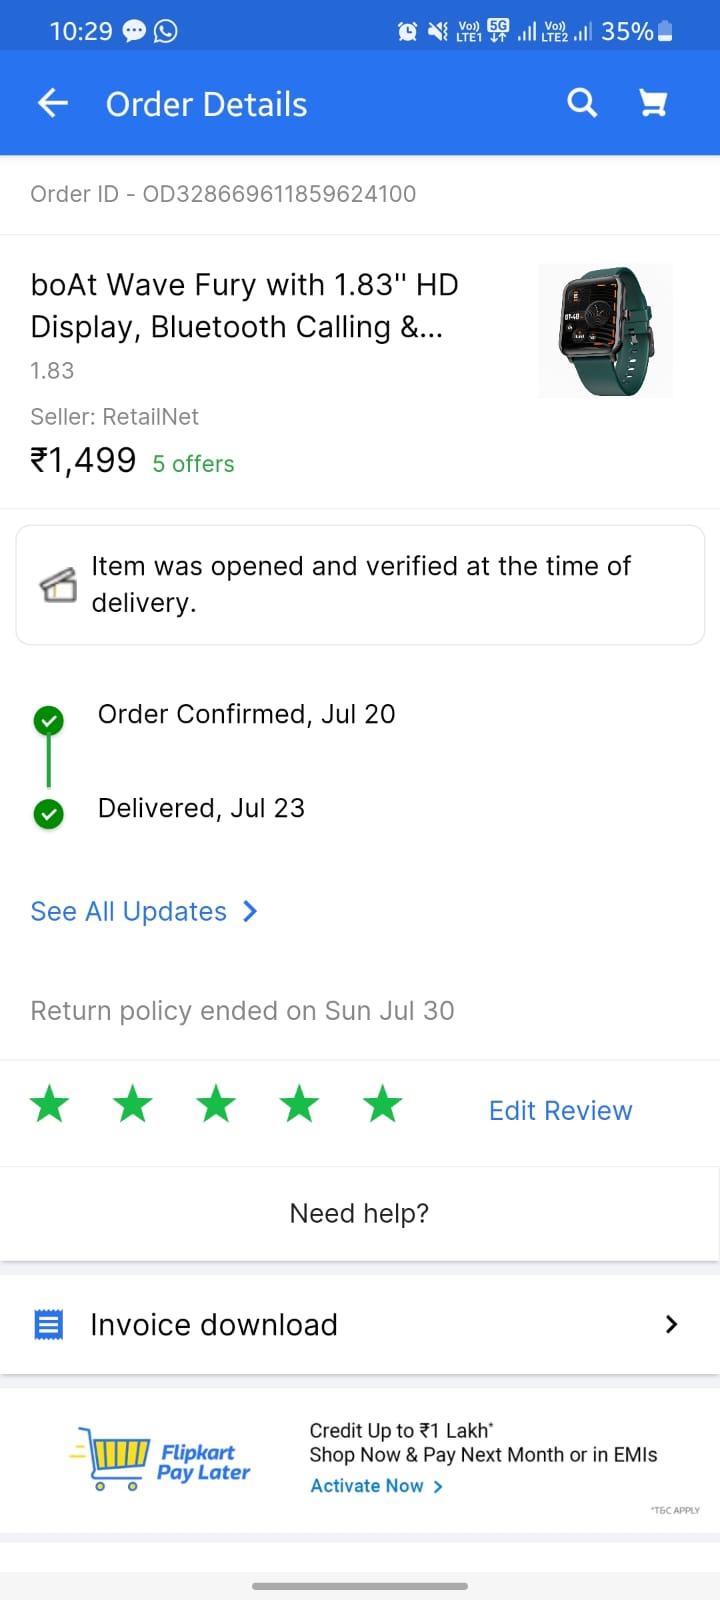 10:29
Vo)) LTE1 5G Vo)) LTE2 35%
Order Details
Order ID - OD328669611859624100
boAt Wave Fury with 1.83'' HD
Display, Bluetooth Calling &...
1.83
Seller: RetailNet
₹1,499 5 offers
Item was opened and verified at the time of
delivery.
Order Confirmed, Jul 20
Delivered, Jul 23
See All Updates
Return policy ended on Sun Jul 30
Edit Review
Need help?
Invoice download
Flipkart
Pay Later
Credit Up to ₹1 Lakh*
Shop Now & Pay Next Month or in EMIs
Activate Now
*T&C APPLY